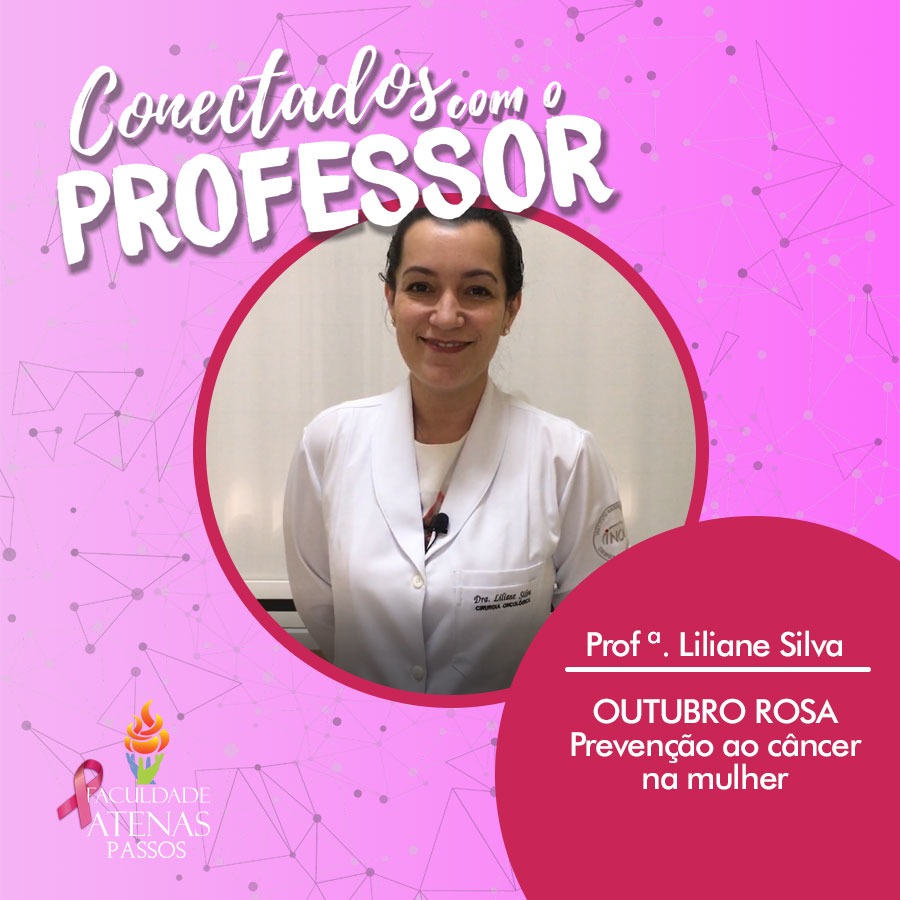 Conectados com o
PROFESSOR
Dra. Liliane Silva
CIRURGIA ONCOLÓGICA
Prof ª. Liliane Silva
OUTUBRO ROSA
Prevenção ao câncer
na mulher
FACULDADE
ATENAS
PASSOS